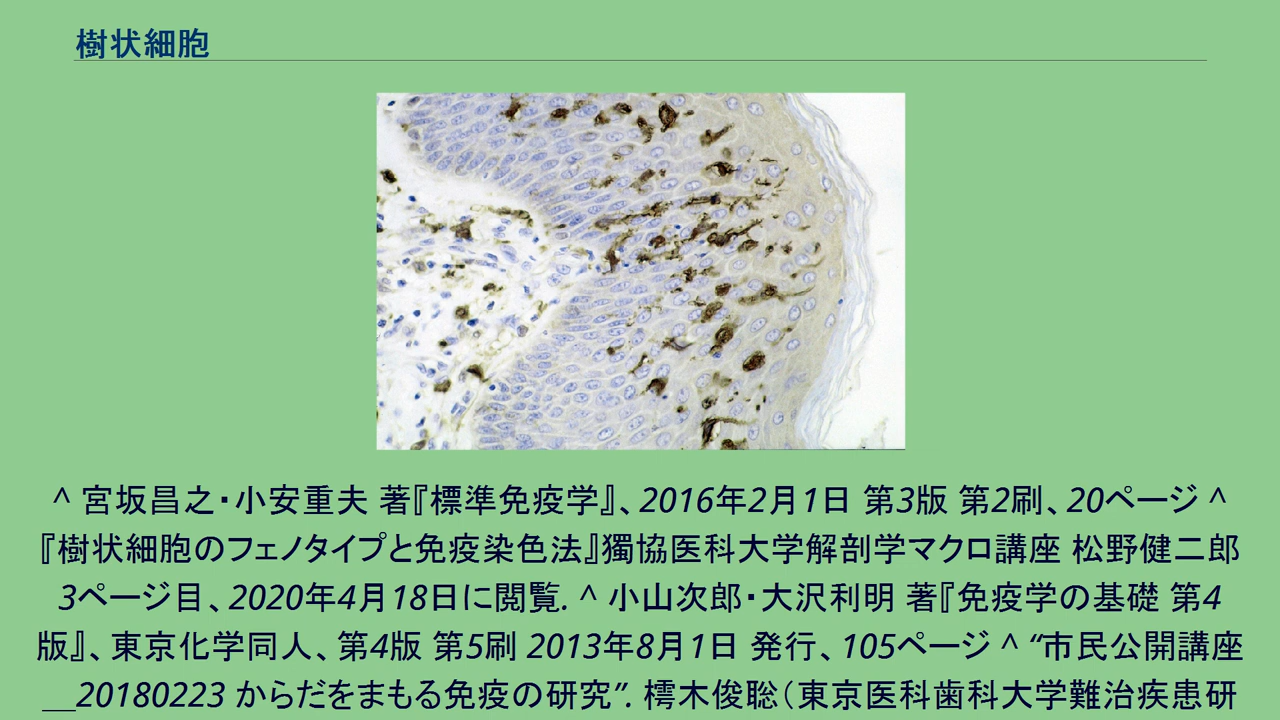 樹状細胞
^ 宮坂昌之・小安重夫 著『標準免疫学』、2016年2月1日 第3版 第2刷、20ページ ^
『樹状細胞のフェノタイプと免疫染色法』獨協医科大学解剖学マクロ講座 松野健二郎
3ページ目、2020年4月18日に閲覧. ^ 小山次郎・大沢利明 著『免疫学の基礎 第4
版』、東京化学同人、第4版 第5刷 2013年8月1日 発行、105ページ ^ “市民公開講座
__20180223 からだをまもる免疫の研究”. 樗木俊聡（東京医科歯科大学難治疾患研